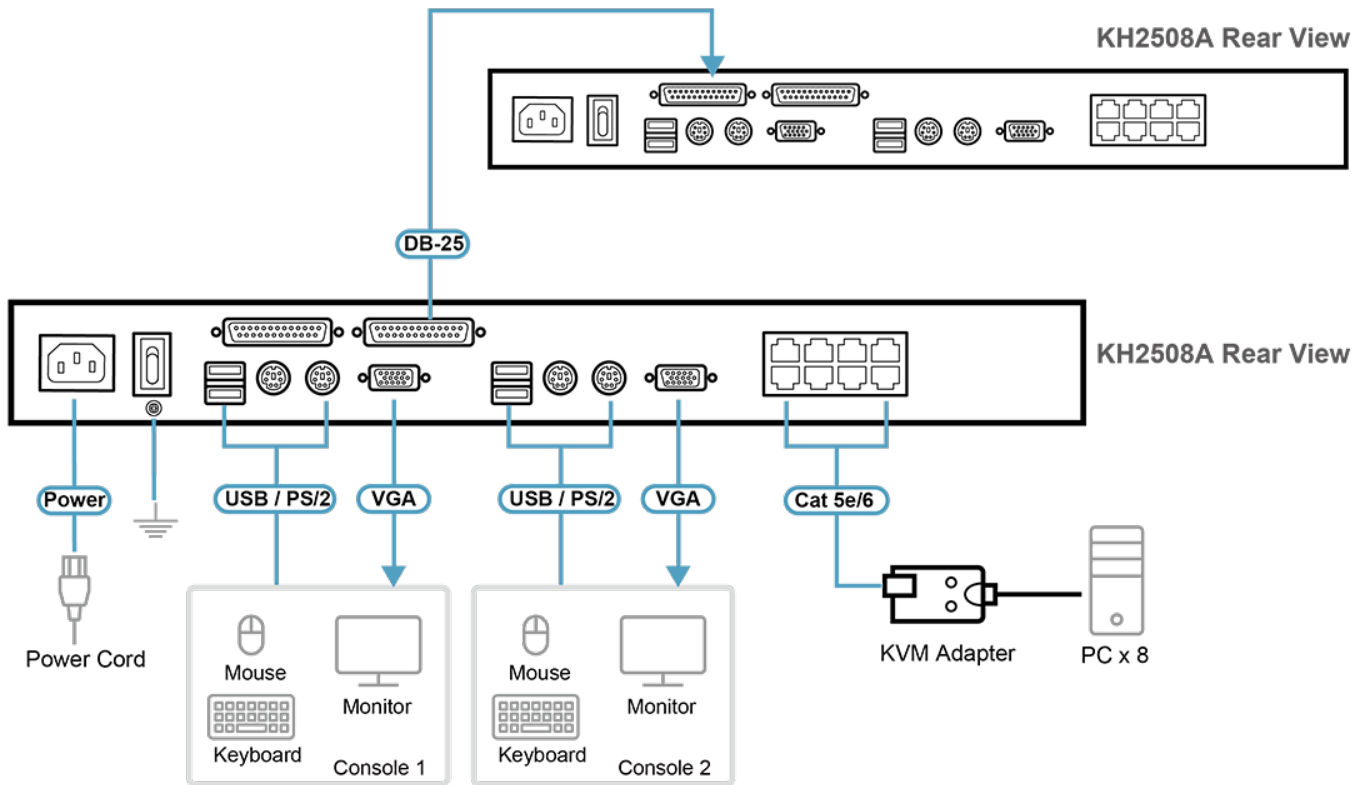 KH2508A Rear View
DB-25
KH2508A Rear View
Power
USB / PS/2
VGA
USB / PS/2
VGA
Cat 5e/6
Power Cord
Mouse
Monitor
Keyboard
Console 1
Mouse
Monitor
Keyboard
Console 2
KVM Adapter
PC x 8